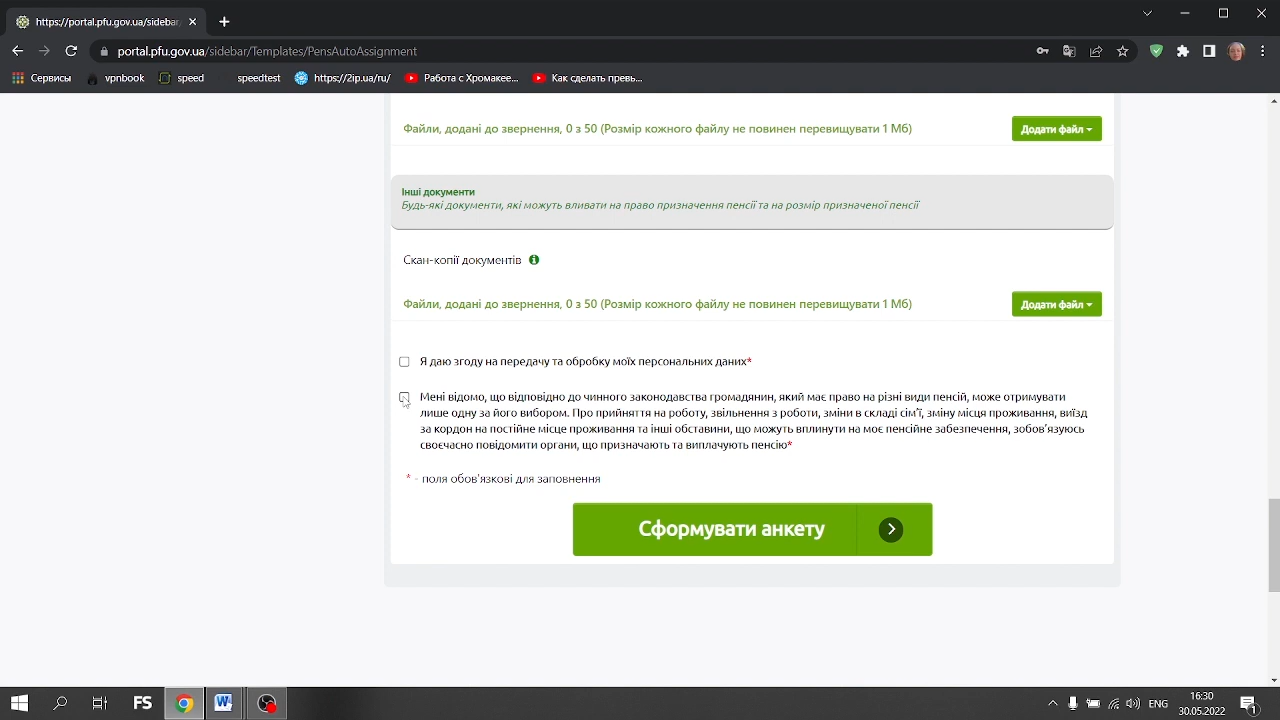 https://portal.pfu.gov.ua/sidebar
portal.pfu.gov.ua/sidebar/Templates/PensAutoAssignment
Сервисы
vpnbook
speed
speedtest
https://2ip.ua/ru/
Работа с Хромакее...
Как сделать превь...
Файли, додані до звернення, 0 з 50 (Розмір кожного файлу не повинен перевищувати 1 Мб)
Додати файл
Інші документи
Будь-які документи, які можуть вливати на право призначення пенсії та на розмір призначеної пенсії
Скан-копії документів
Файли, додані до звернення, 0 з 50 (Розмір кожного файлу не повинен перевищувати 1 Мб)
Додати файл
Я даю згоду на передачу та обробку моїх персональних даних*
Мені відомо, що відповідно до чинного законодавства громадянин, який має право на різні види пенсій, може отримувати
лише одну за його вибором. Про прийняття на роботу, звільнення з роботи, зміни в складі сім'ї, зміну місця проживання, виїзд
за кордон на постійне місце проживання та інші обставини, що можуть вплинути на моє пенсійне забезпечення, зобов'язуюсь
своєчасно повідомити органи, що призначають та виплачують пенсію*
* - поля обов'язкові для заповнення
Сформувати анкету
FS
ENG
16:30
30.05.2022
1